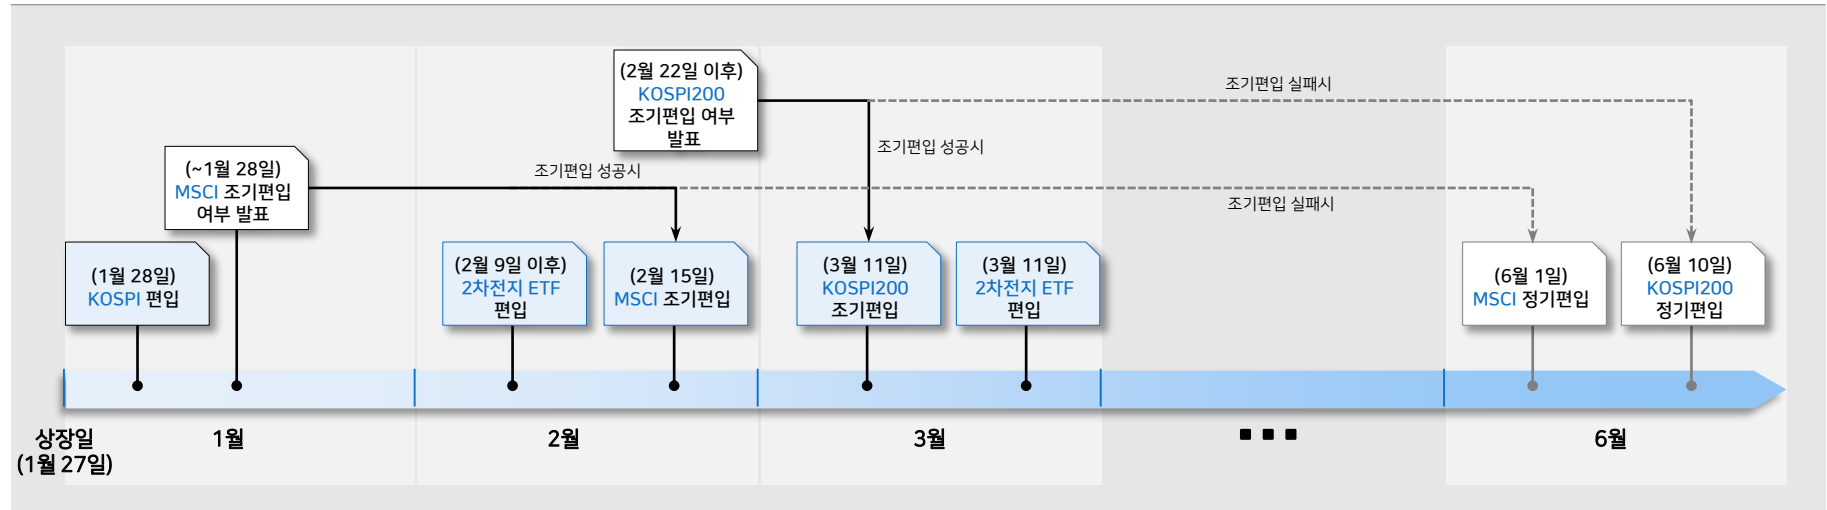 (2월 22일 이후)
KOSPI200
조기편입 여부
발표
조기편입 실패시
조기편입 성공시
(~1월 28일)
MSCI 조기편입
여부 발표
조기편입 성공시
조기편입 실패시
(1월 28일)
KOSPI 편입
(2월 9일 이후)
2차전지 ETF
편입
(2월 15일)
MSCI 조기편입
(3월 11일)
KOSPI200
조기편입
(3월 11일)
2차전지 ETF
편입
(6월 1일)
MSCI 정기편입
(6월 10일)
KOSPI200
정기편입
상장일
(1월 27일)
1월
2월
3월
6월